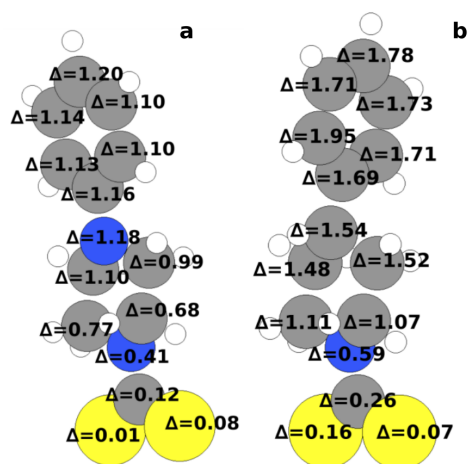 a
Δ=1.20
Δ=1.10
Δ=1.14
Δ=1.10
Δ=1.13
Δ=1.16
Δ=1.18
Δ=0.99
Δ=1.10
Δ=0.68
Δ=0.77
Δ=0.41
Δ=0.12
Δ=0.08
Δ=0.01
b
Δ=1.78
Δ=1.71
Δ=1.73
Δ=1.95
Δ=1.71
Δ=1.69
Δ=1.54
Δ=1.52
Δ=1.48
Δ=1.11
Δ=1.07
Δ=0.59
Δ=0.26
Δ=0.16
Δ=0.07